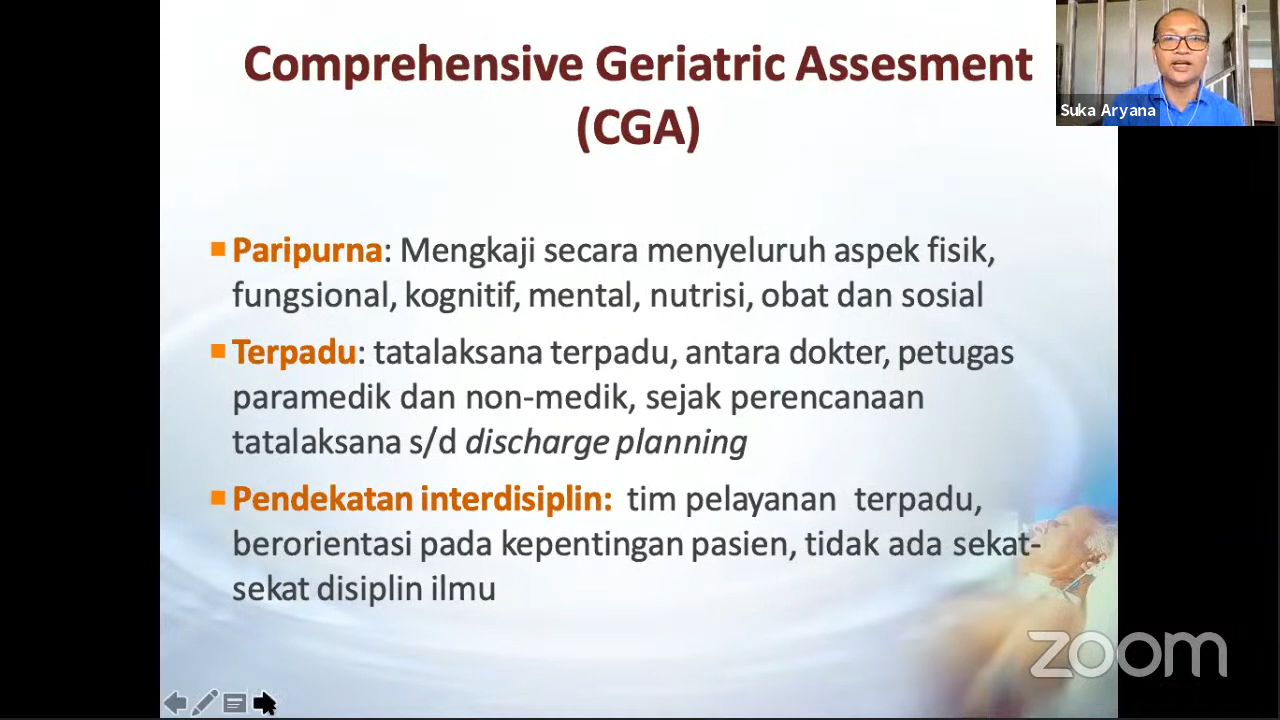 Comprehensive Geriatric Assesment
(CGA)
Suka Aryana
Paripurna: Mengkaji secara menyeluruh aspek fisik,
fungsional, kognitif, mental, nutrisi, obat dan sosial
Terpadu: tatalaksana terpadu, antara dokter, petugas
paramedik dan non-medik, sejak perencanaan
tatalaksana s/d discharge planning
Pendekatan interdisiplin: tim pelayanan terpadu,
berorientasi pada kepentingan pasien, tidak ada sekat-
sekat disiplin ilmu
zoom